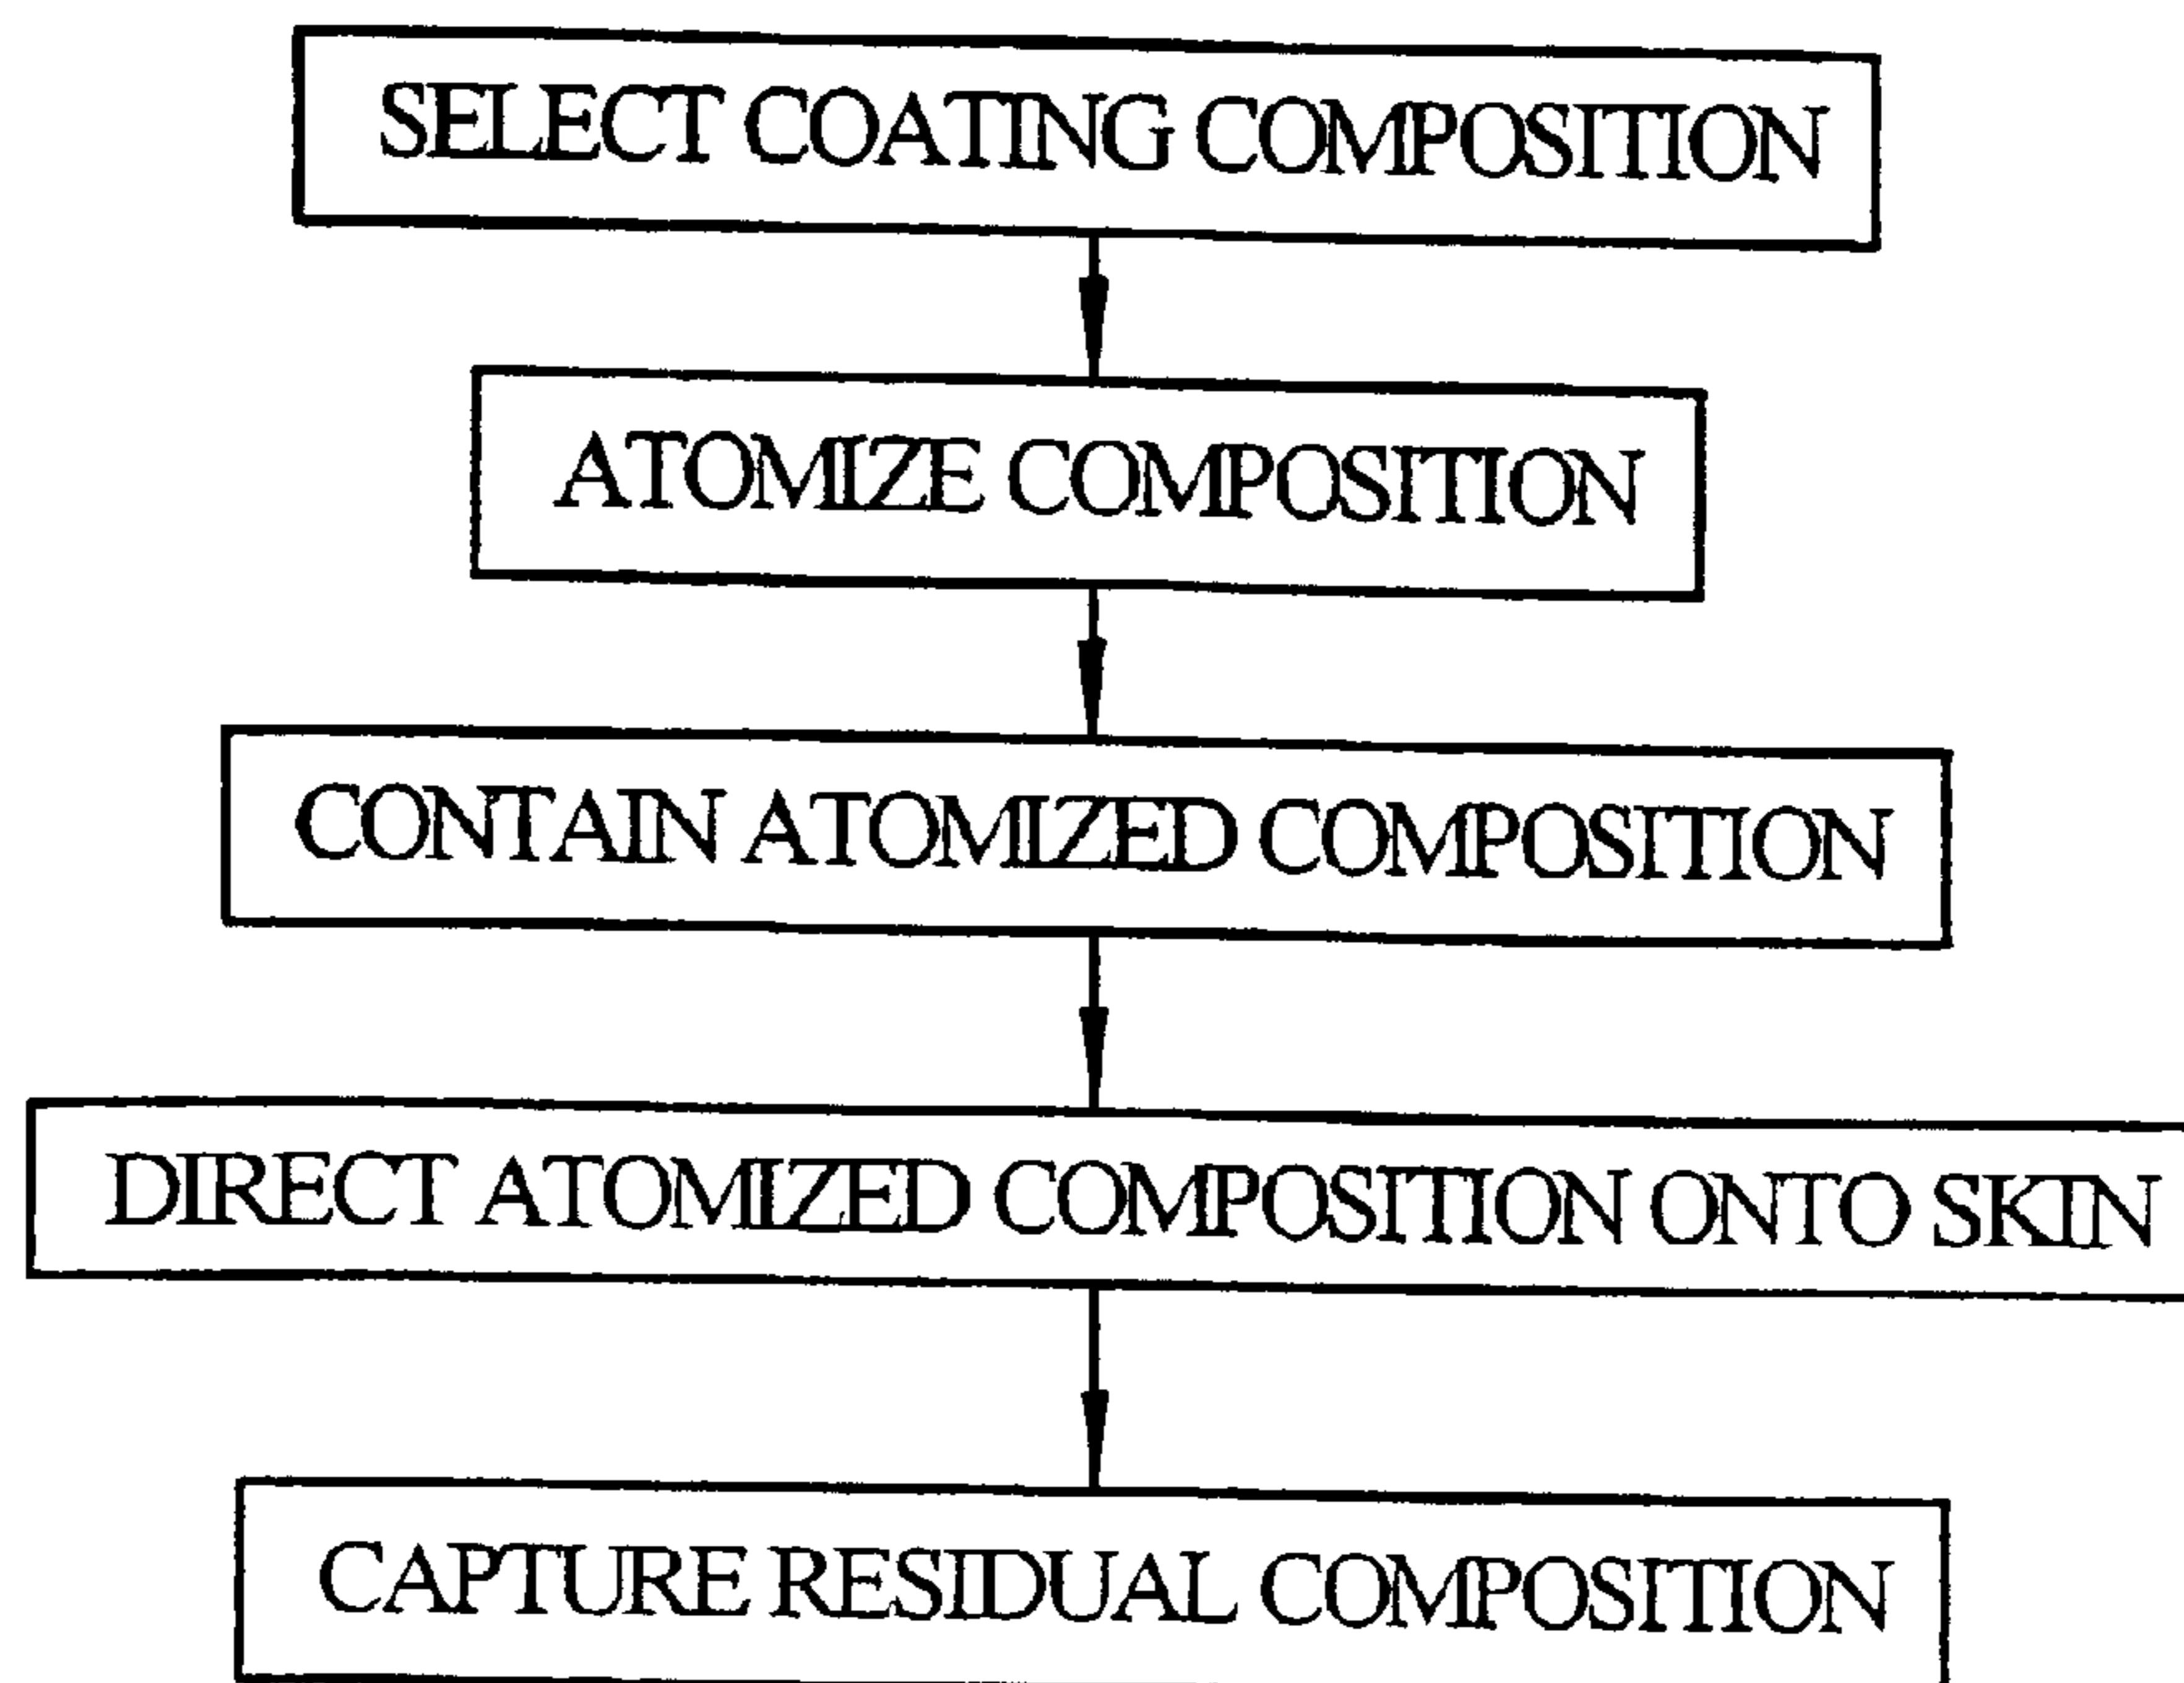 SELECT COATING COMPOSITION
ATOMIZE COMPOSITION
CONTAIN ATOMIZED COMPOSITION
DIRECT ATOMIZED COMPOSITION ONTO SKIN
CAPTURE RESIDUAL COMPOSITION